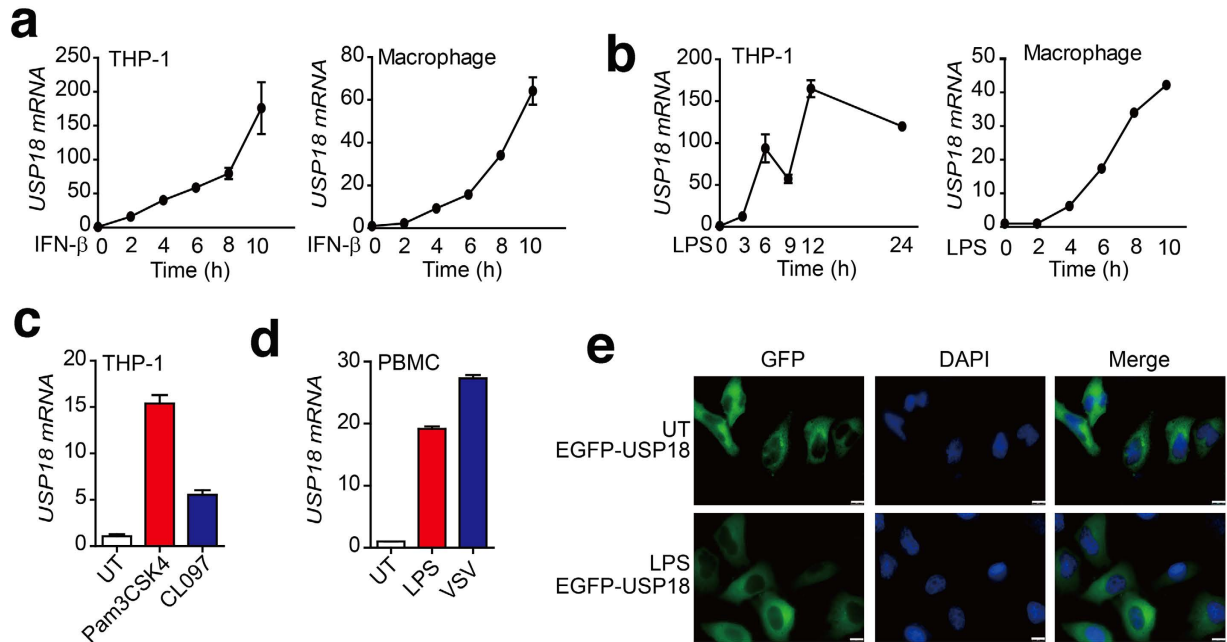 a
THP-1
USP18 mRNA
250
200
150
100
50
0
IFN-β 0 2 4 6 8 10
Time (h)
Macrophage
USP18 mRNA
80
60
40
20
0
IFN-β 0 2 4 6 8 10
Time (h)
b
THP-1
USP18 mRNA
200
150
100
50
0
LPS 0 3 6 9 12 24
Time (h)
Macrophage
USP18 mRNA
50
40
30
20
10
0
LPS 0 2 4 6 8 10
Time (h)
c
THP-1
USP18 mRNA
20
15
10
5
0
UT
Pam3CSK4
CL097
d
PBMC
USP18 mRNA
30
20
10
0
UT
LPS
VSV
e
GFP DAPI Merge
UT
EGFP-USP18
LPS
EGFP-USP18